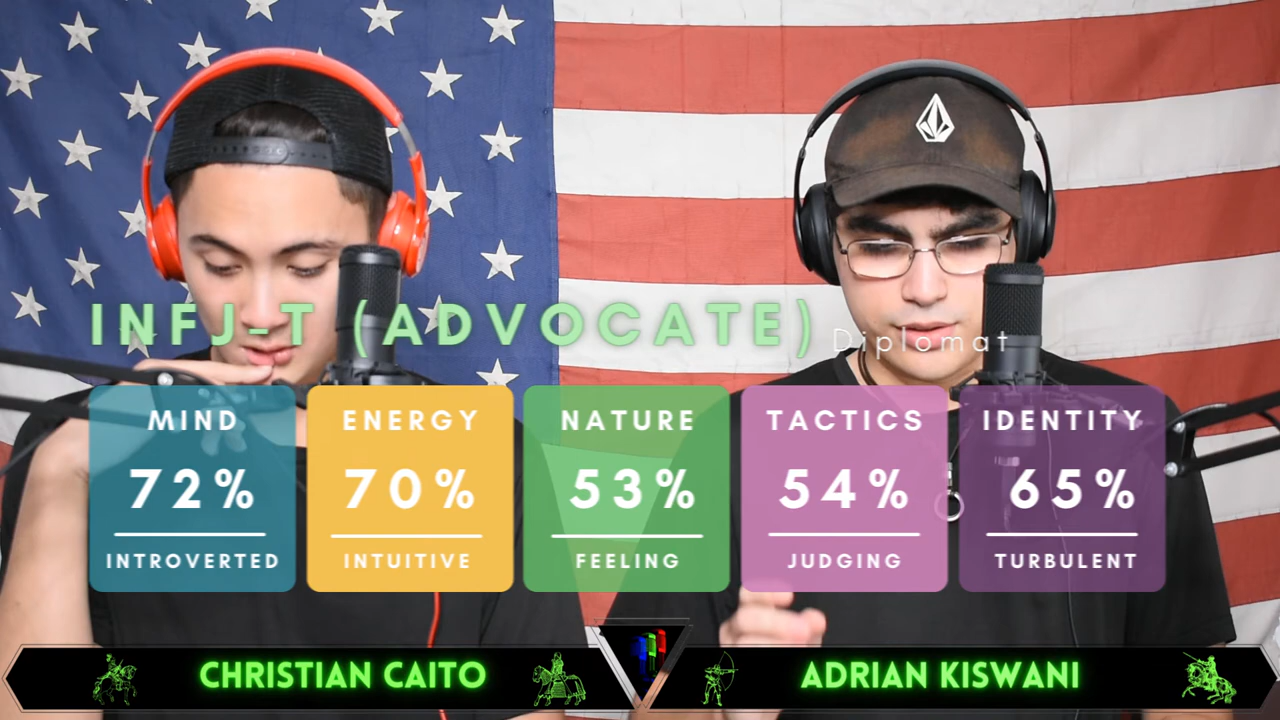 INFJ-T (ADVOCATE) Diplomat
MIND
72%
INTROVERTED
ENERGY
70%
INTUITIVE
NATURE
53%
FEELING
TACTICS
54%
JUDGING
IDENTITY
65%
TURBULENT
CHRISTIAN CAITO
ADRIAN KISWANI